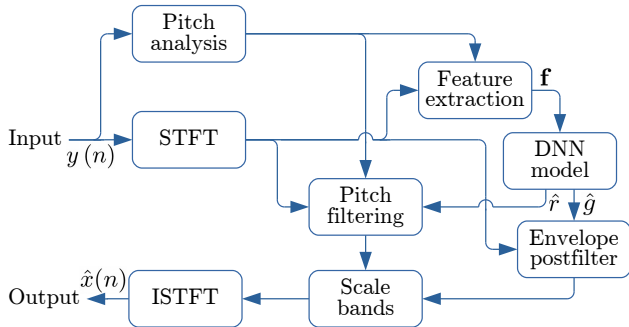 Pitch
analysis
Feature
extraction
f
Input
y (n)
STFT
DNN
model
Pitch
filtering
r̂
ĝ
Envelope
postfilter
Output
x̂(n)
ISTFT
Scale
bands